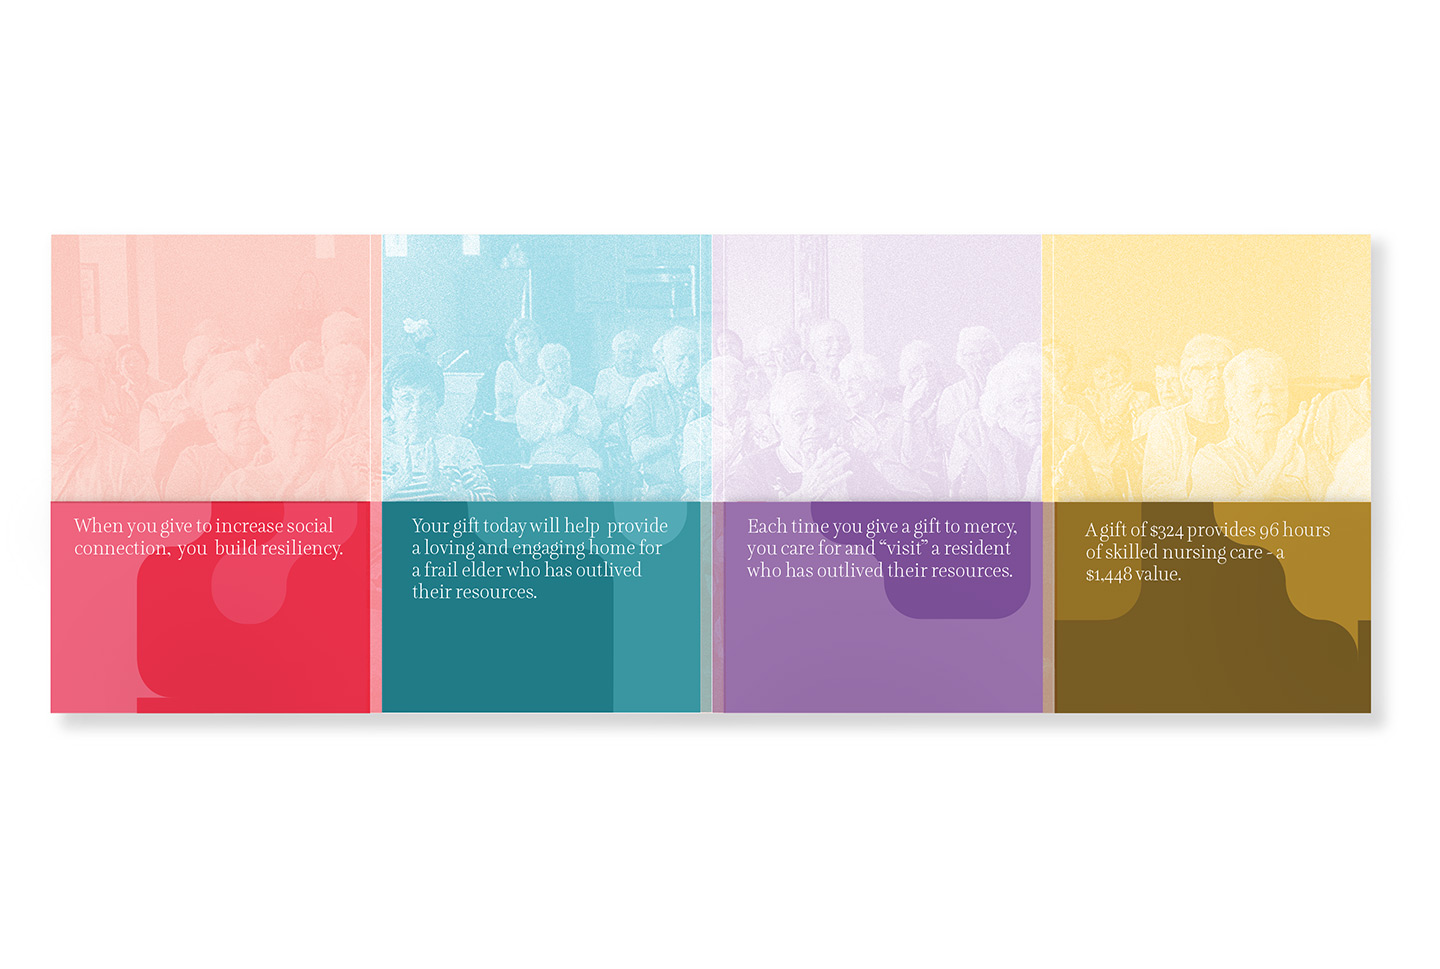 When you give to increase social
connection, you build resiliency.
Your gift today will help provide
a loving and engaging home for
a frail elder who has outlived
their resources.
Each time you give a gift to mercy,
you care for and “visit” a resident
who has outlived their resources.
A gift of $324 provides 96 hours
of skilled nursing care - a
$1,448 value.